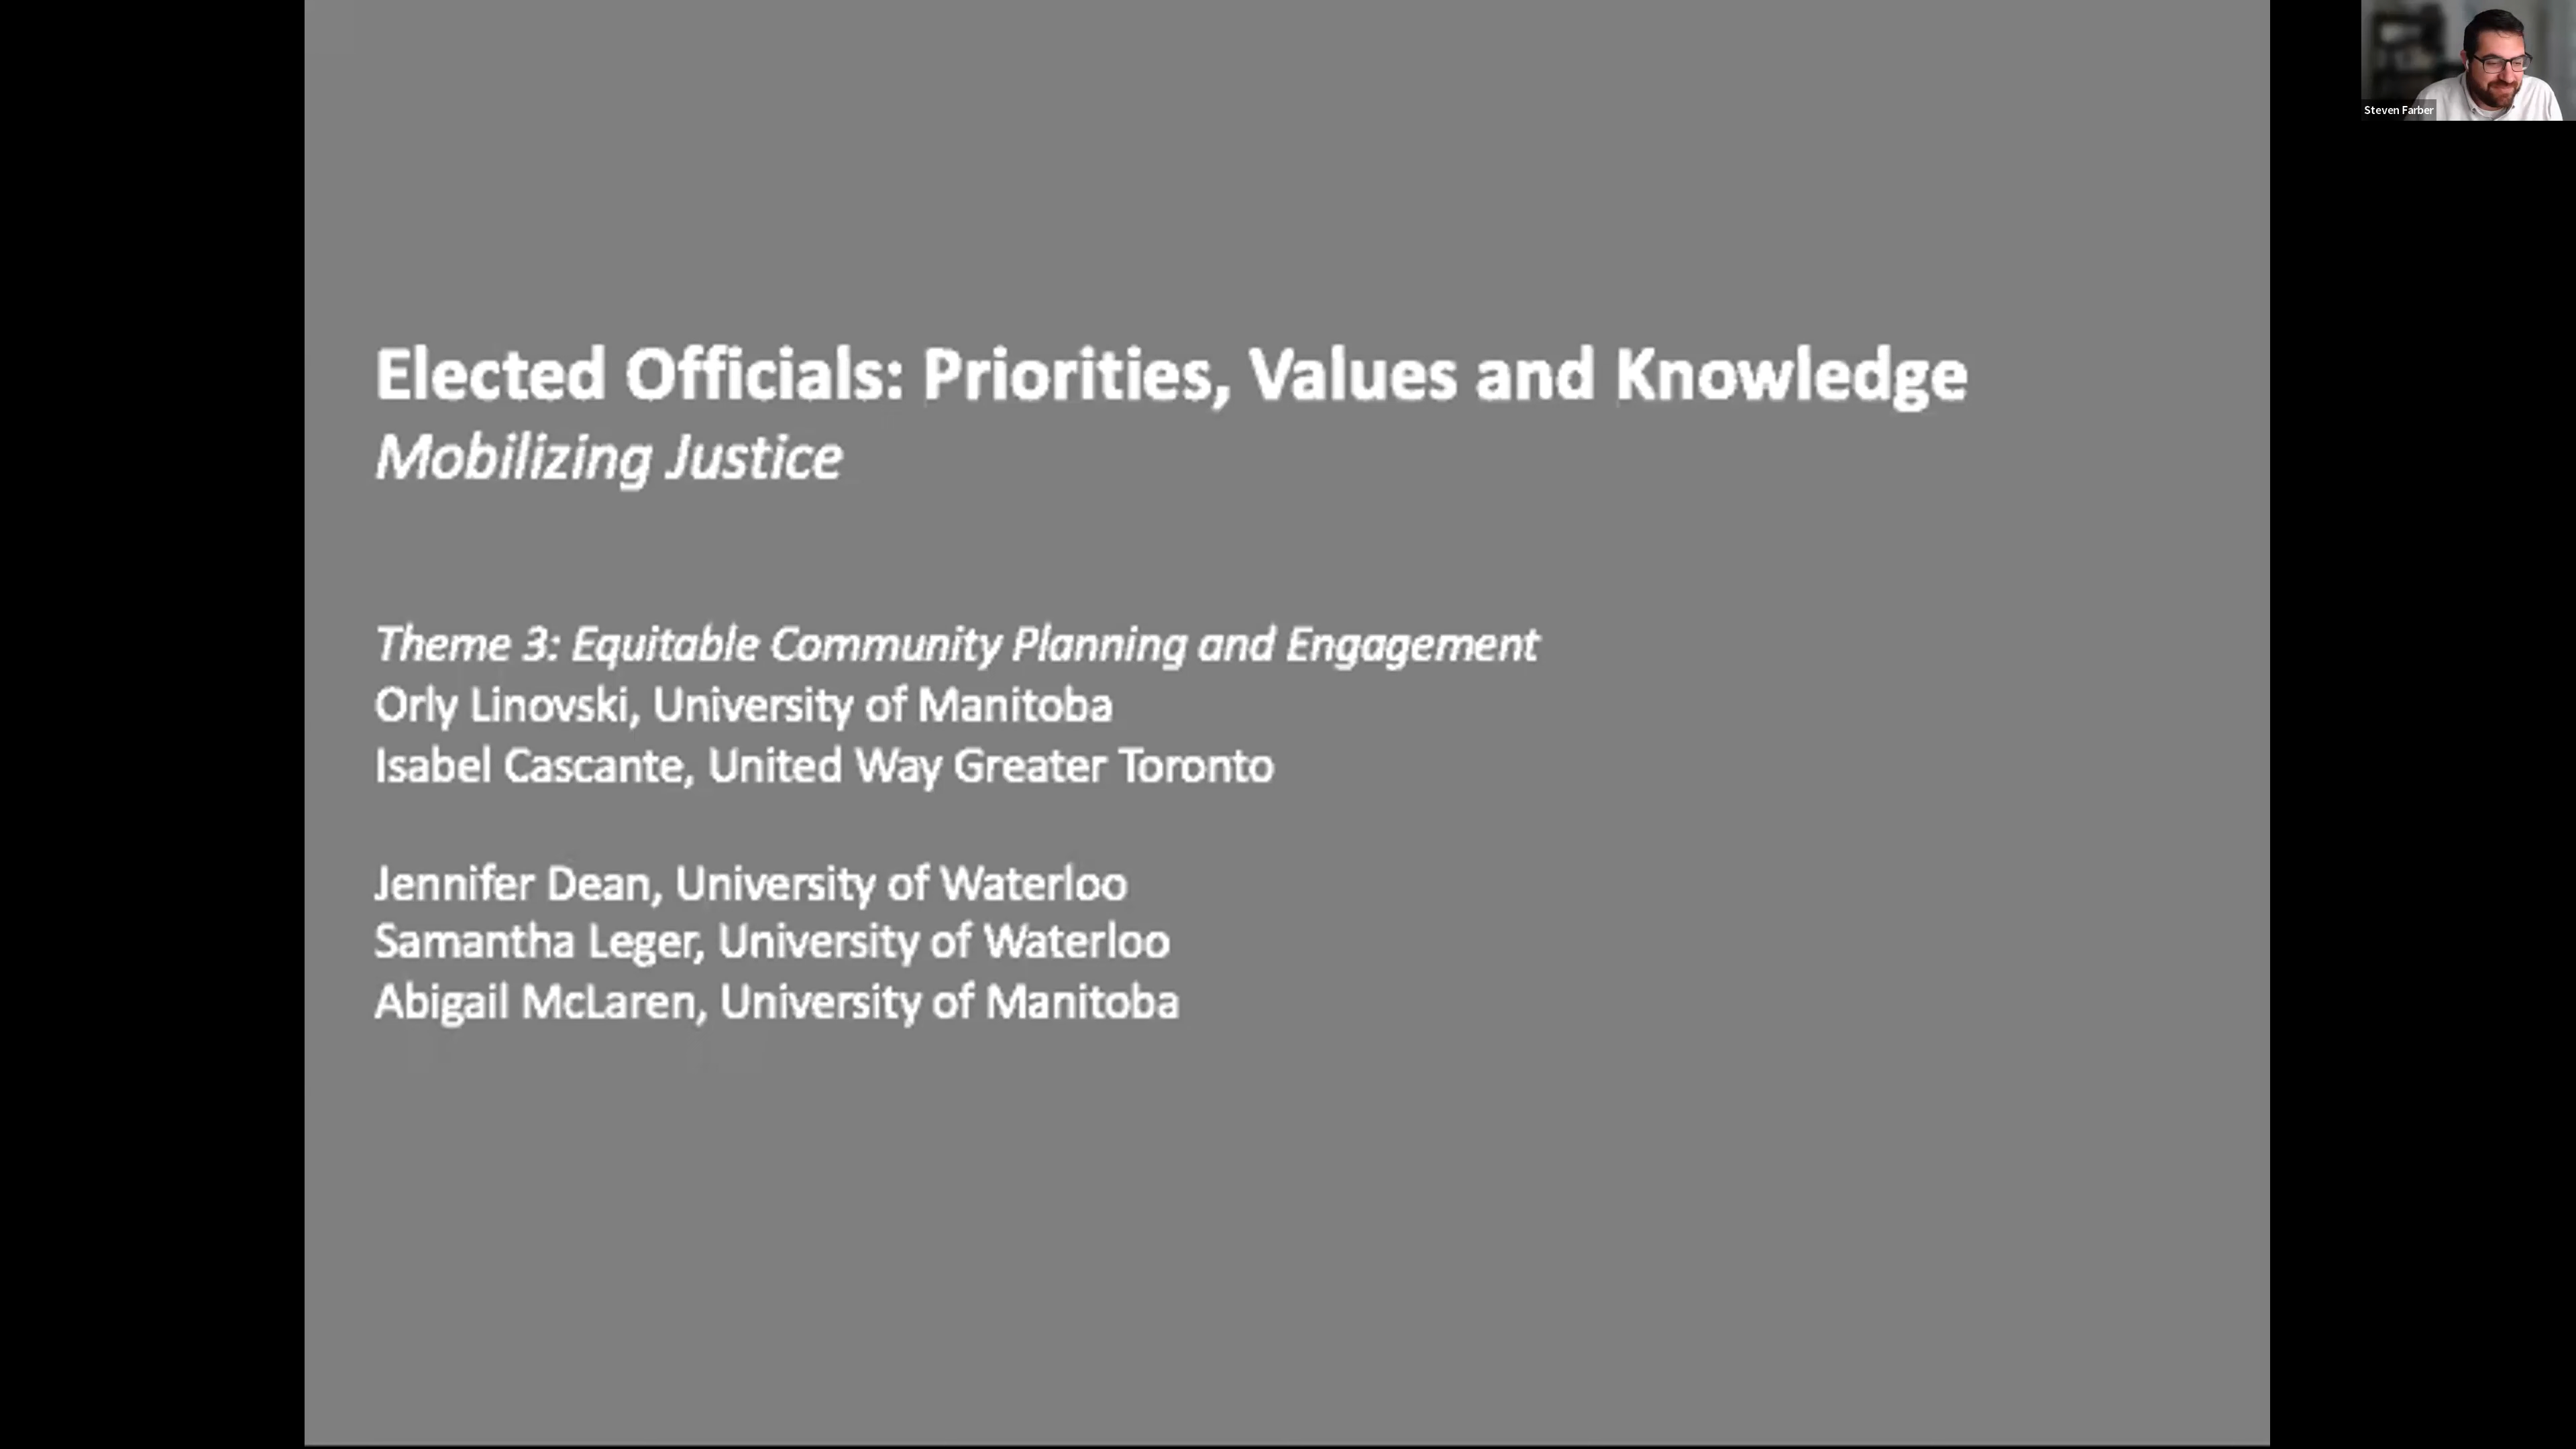 Elected Officials: Priorities, Values and Knowledge
Mobilizing Justice
Theme 3: Equitable Community Planning and Engagement
Orly Linovski, University of Manitoba
Isabel Cascante, United Way Greater Toronto
Jennifer Dean, University of Waterloo
Samantha Leger, University of Waterloo
Abigail McLaren, University of Manitoba
Steven Farber